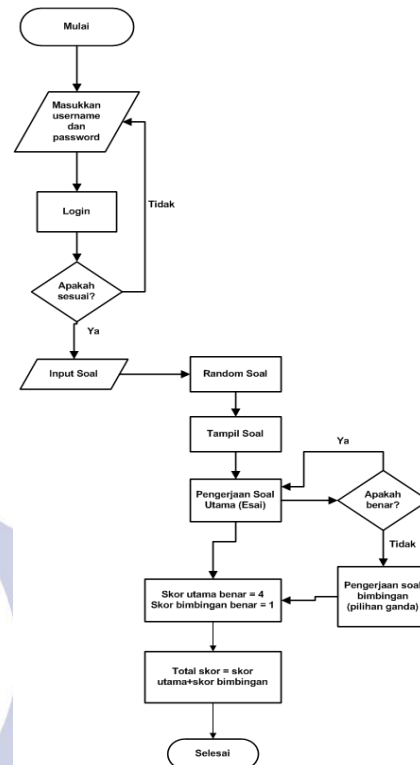 Mulai
Masukkan
username
dan
password
Login
Tidak
Apakah
sesuai?
Ya
Input Soal
Random Soal
Tampil Soal
Ya
Pengerjaan Soal
Utama (Esai)
Apakah
benar?
Tidak
Pengerjaan soal
bimbingan
(pilihan ganda)
Skor utama benar = 4
Skor bimbingan benar = 1
Total skor = skor
utama+skor bimbingan
Selesai